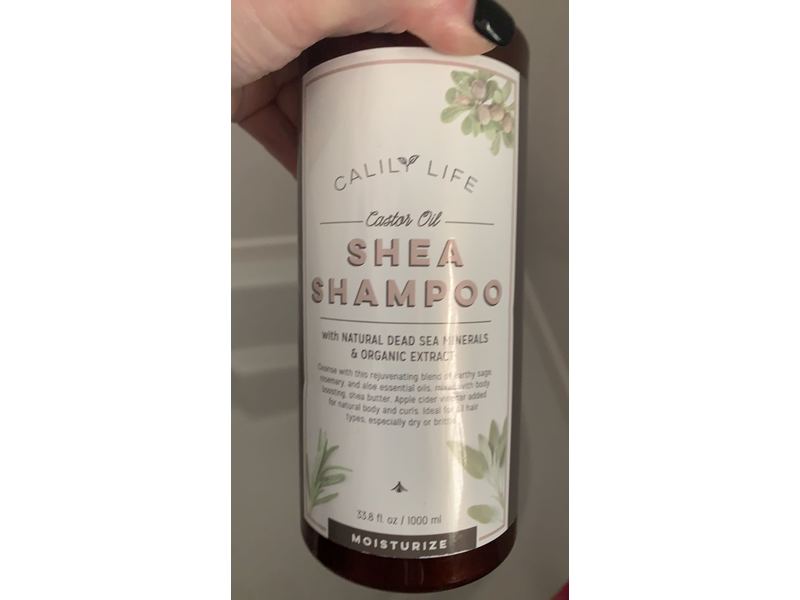 CALILY LIFE
Castor Oil
SHEA
SHAMPOO
with NATURAL DEAD SEA MINERALS
& ORGANIC EXTRACT
Cleanse with this rejuvenating blend of earthy sage
rosemary, and aloe essential oils, mixed with body
boosting, shea butter. Apple cider vinegar added
for natural body and curls. Ideal for all hair
types, especially dry or brittle
33.8 fl. oz / 1000 ml
MOISTURIZE